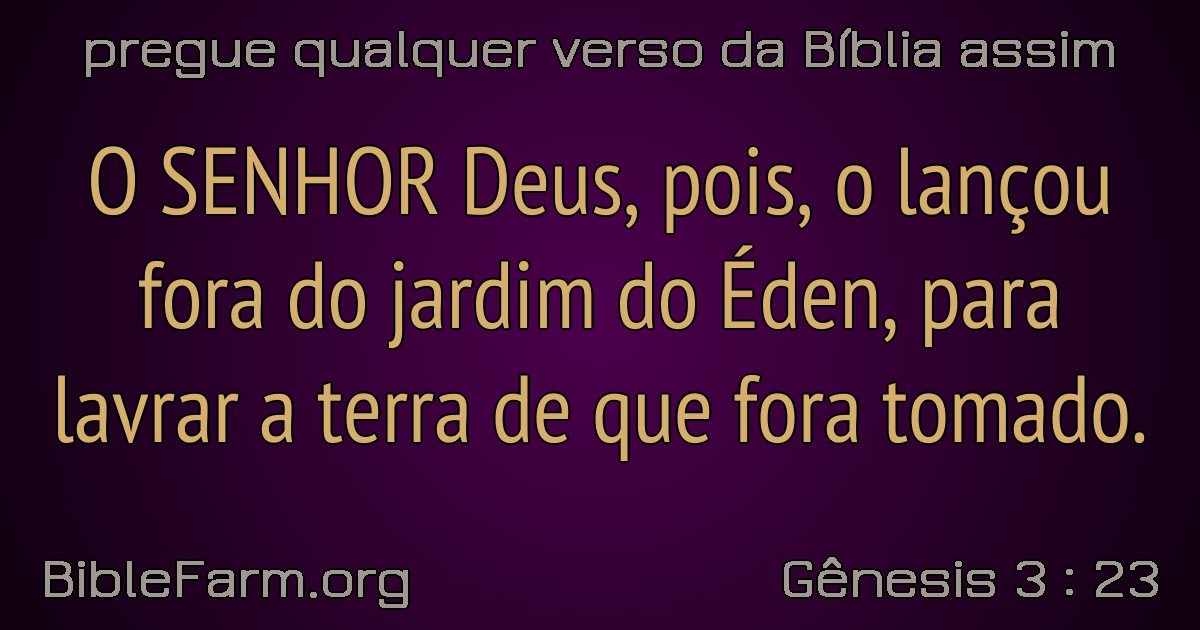 pregue qualquer verso da Bíblia assim
O SENHOR Deus, pois, o lançou
fora do jardim do Éden, para
lavrar a terra de que fora tomado.
BibleFarm.org
Gênesis 3 : 23